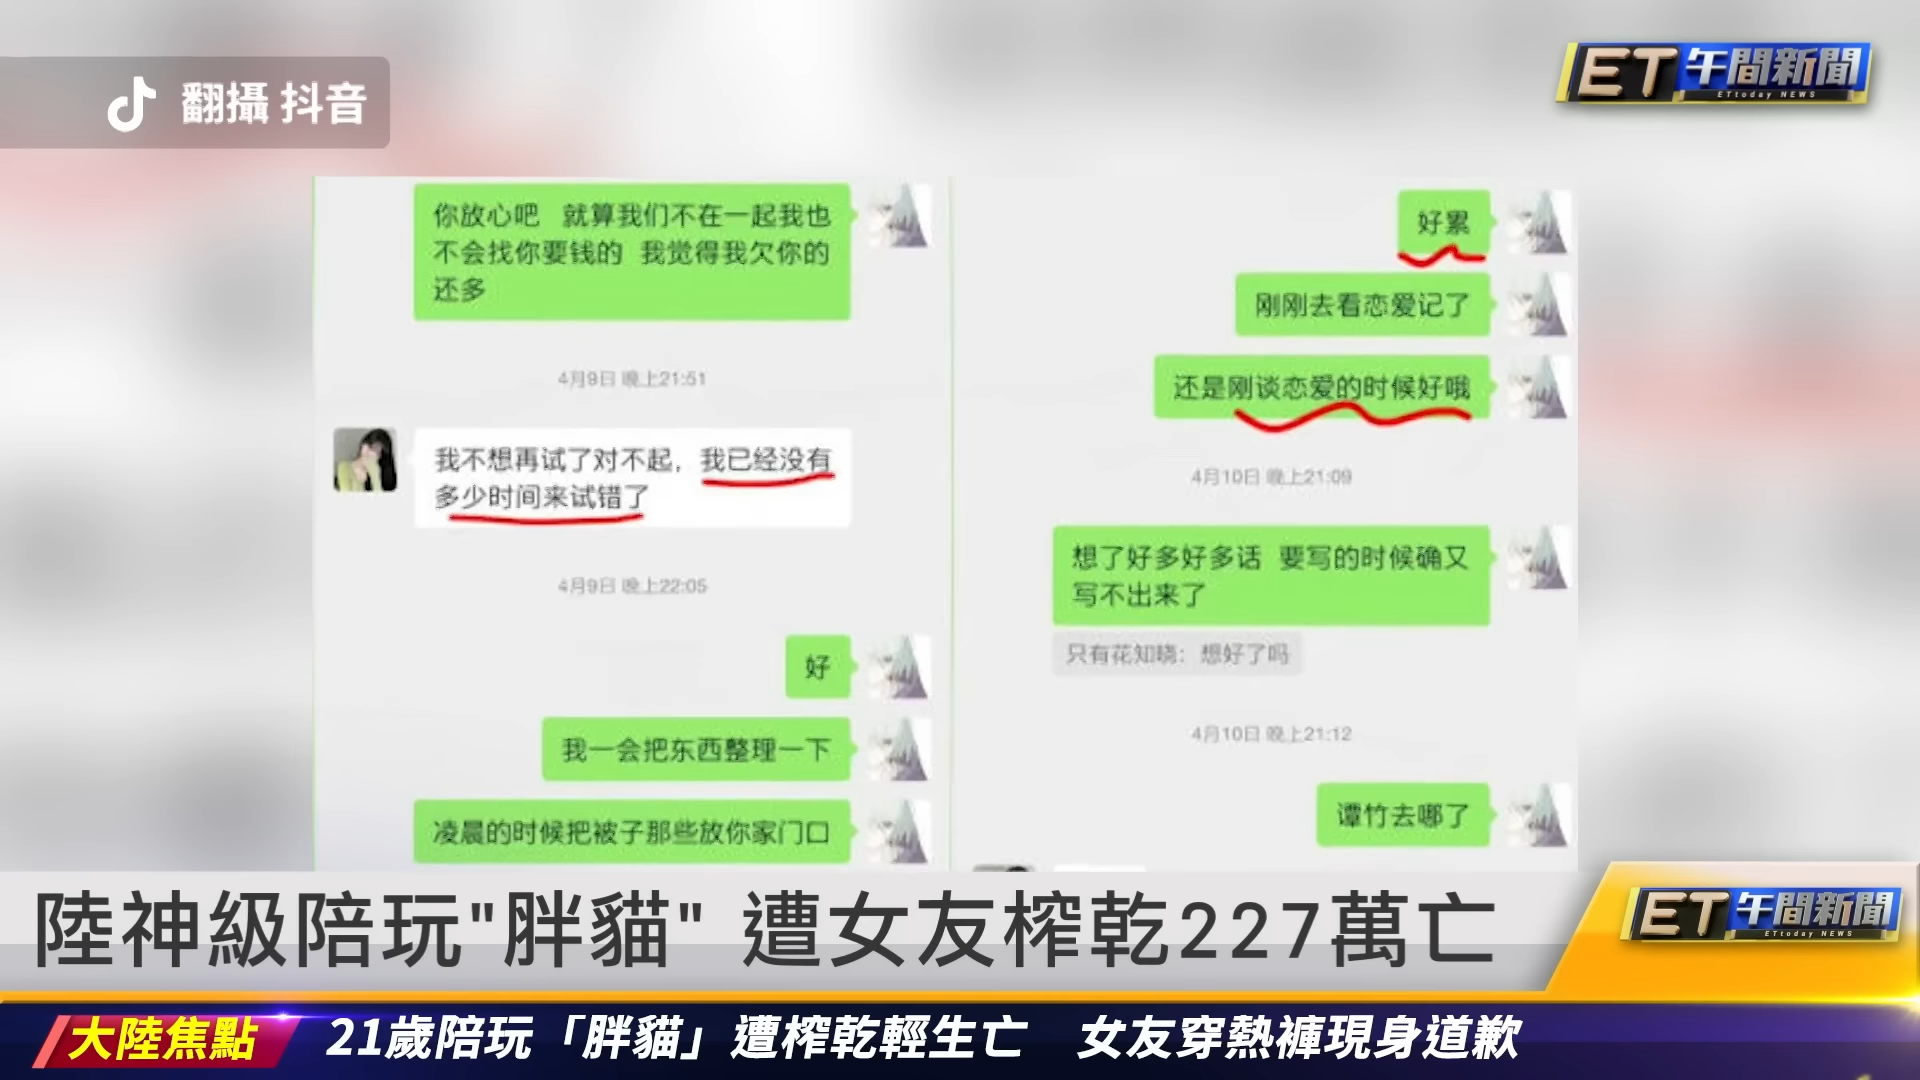 翻攝 抖音
ET午間新聞
ETtoday NEWS
你放心吧 就算我们不在一起我也
不会找你要钱的 我觉得我欠你的
还多
4月9日 晚上21:51
我不想再试了对不起，我已经没有
多少时间来试错了
4月9日 晚上22:05
好
我一会把东西整理一下
凌晨的时候把被子那些放你家门口
好累
刚刚去看恋爱记了
还是刚谈恋爱的时候好哦
4月10日 晚上21:09
想了好多好多话 要写的时候确又
写不出来了
只有花知晓：想好了吗
4月10日 晚上21:12
谭竹去哪了
陸神級陪玩"胖貓" 遭女友榨乾227萬亡
ET午間新聞
ETtoday NEWS
大陸焦點
21歲陪玩「胖貓」遭榨乾輕生亡 女友穿熱褲現身道歉